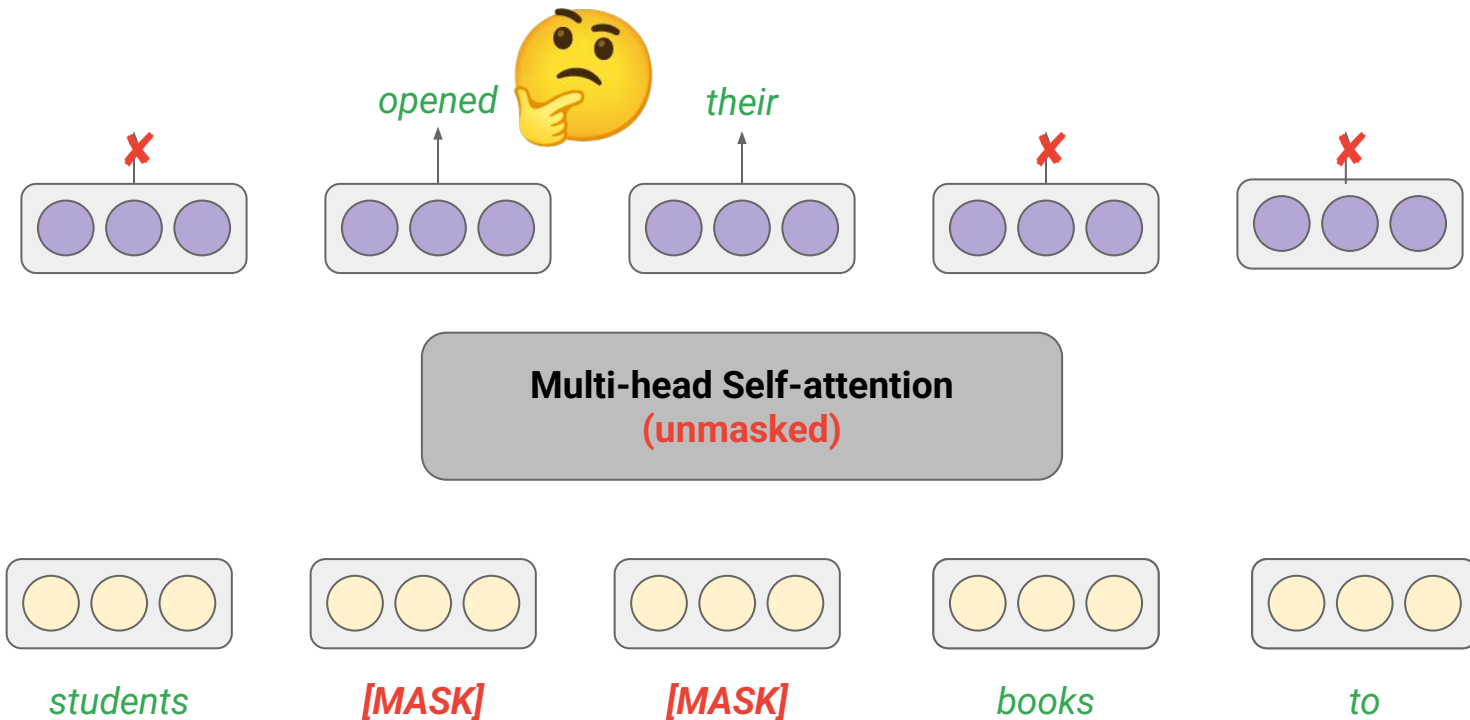 opened their
Multi-head Self-attention
(unmasked)
students [MASK] [MASK] books to